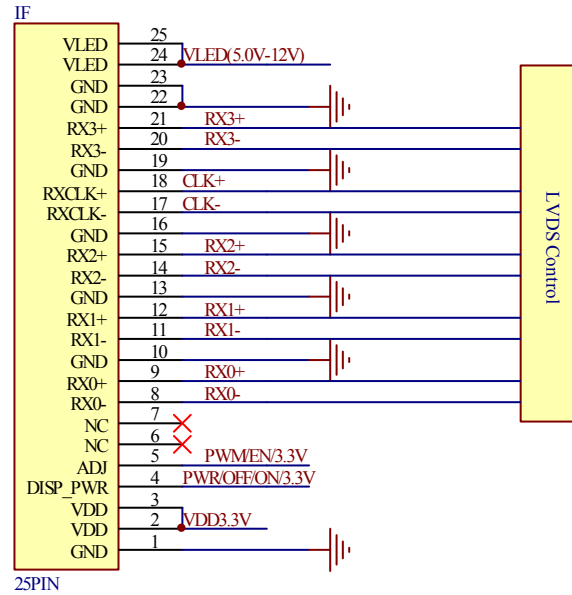 IF
VLED 25
VLED 24 VLED(5.0V-12V)
GND 23
GND 22
RX3+ 21 RX3+
RX3- 20 RX3-
GND 19
RXCLK+ 18 CLK+
RXCLK- 17 CLK-
GND 16
RX2+ 15 RX2+
RX2- 14 RX2-
GND 13
RX1+ 12 RX1+
RX1- 11 RX1-
GND 10
RX0+ 9 RX0+
RX0- 8 RX0-
NC 7
NC 6
ADJ 5 PWM/EN/3.3V
DISP_PWR 4 PWR/OFF/ON/3.3V
VDD 3
VDD 2 VDD3.3V
GND 1
25PIN
LVDS Control